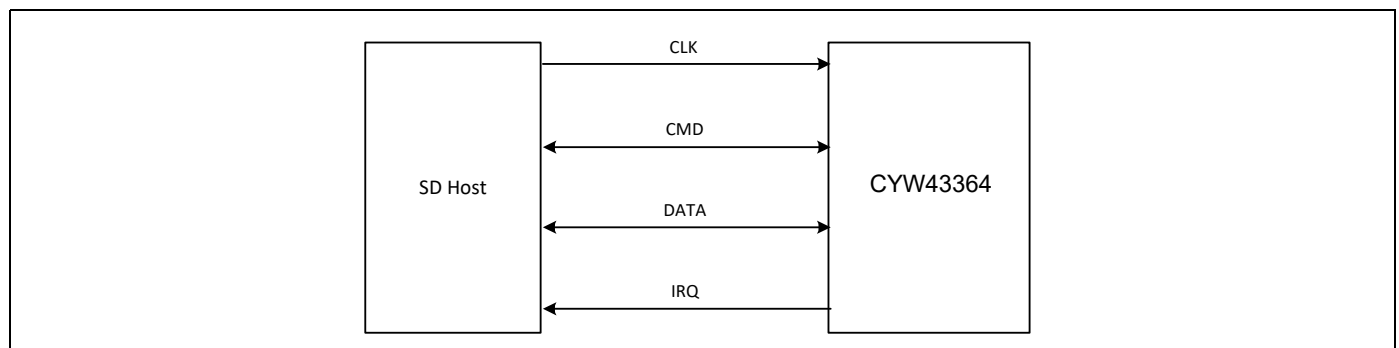 CLK
CMD
SD Host
CYW43364
DATA
IRQ